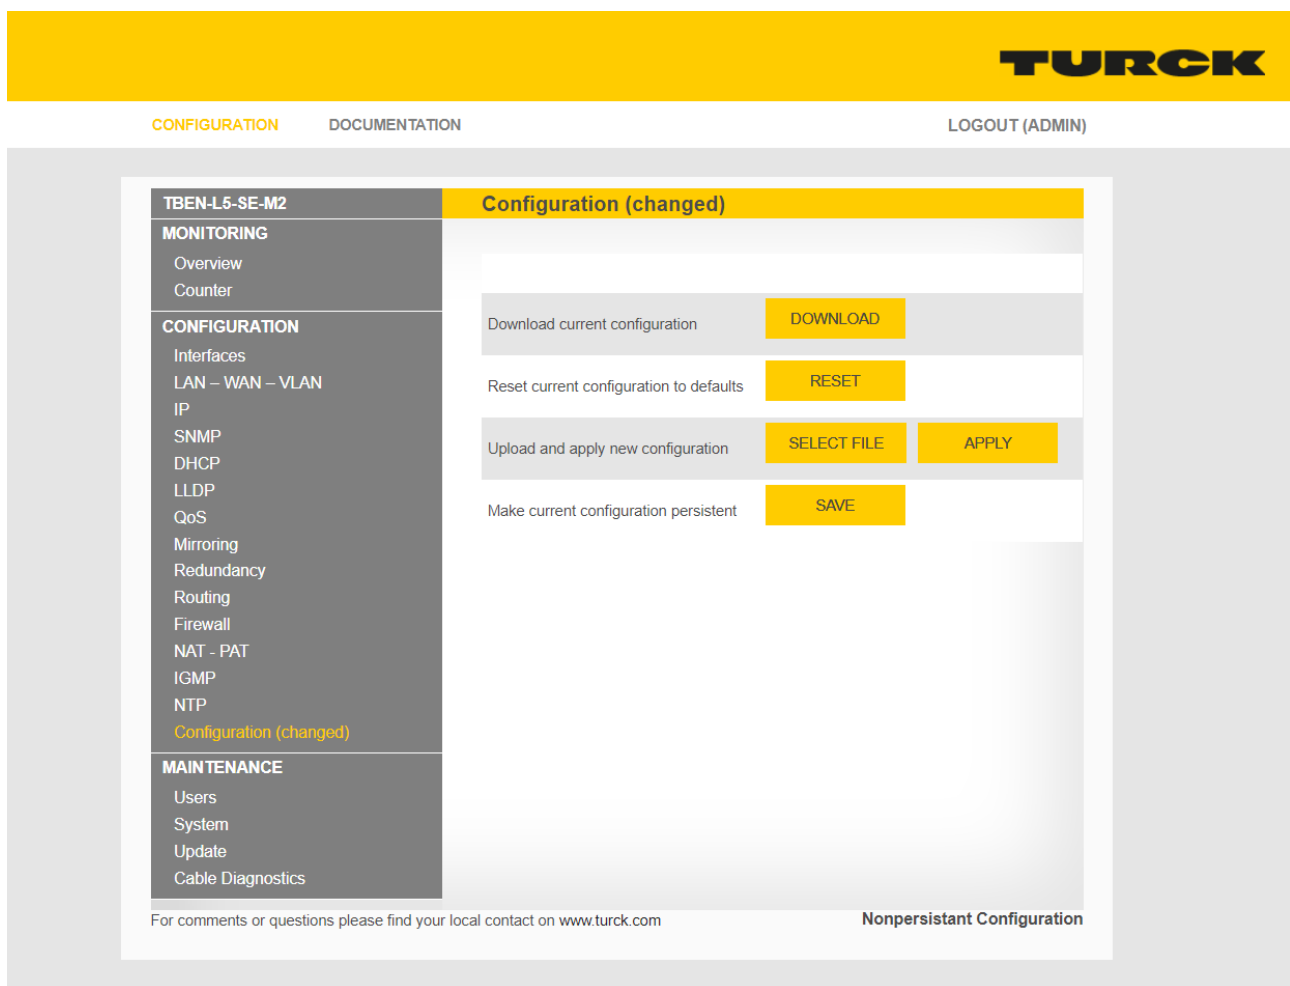 TURCK
CONFIGURATION DOCUMENTATION LOGOUT (ADMIN)
TBEN-L5-SE-M2
MONITORING
Overview
Counter
CONFIGURATION
Interfaces
LAN – WAN – VLAN
IP
SNMP
DHCP
LLDP
QoS
Mirroring
Redundancy
Routing
Firewall
NAT - PAT
IGMP
NTP
Configuration (changed)
MAINTENANCE
Users
System
Update
Cable Diagnostics
Configuration (changed)
Download current configuration DOWNLOAD
Reset current configuration to defaults RESET
Upload and apply new configuration SELECT FILE APPLY
Make current configuration persistent SAVE
For comments or questions please find your local contact on www.turck.com Nonpersistant Configuration